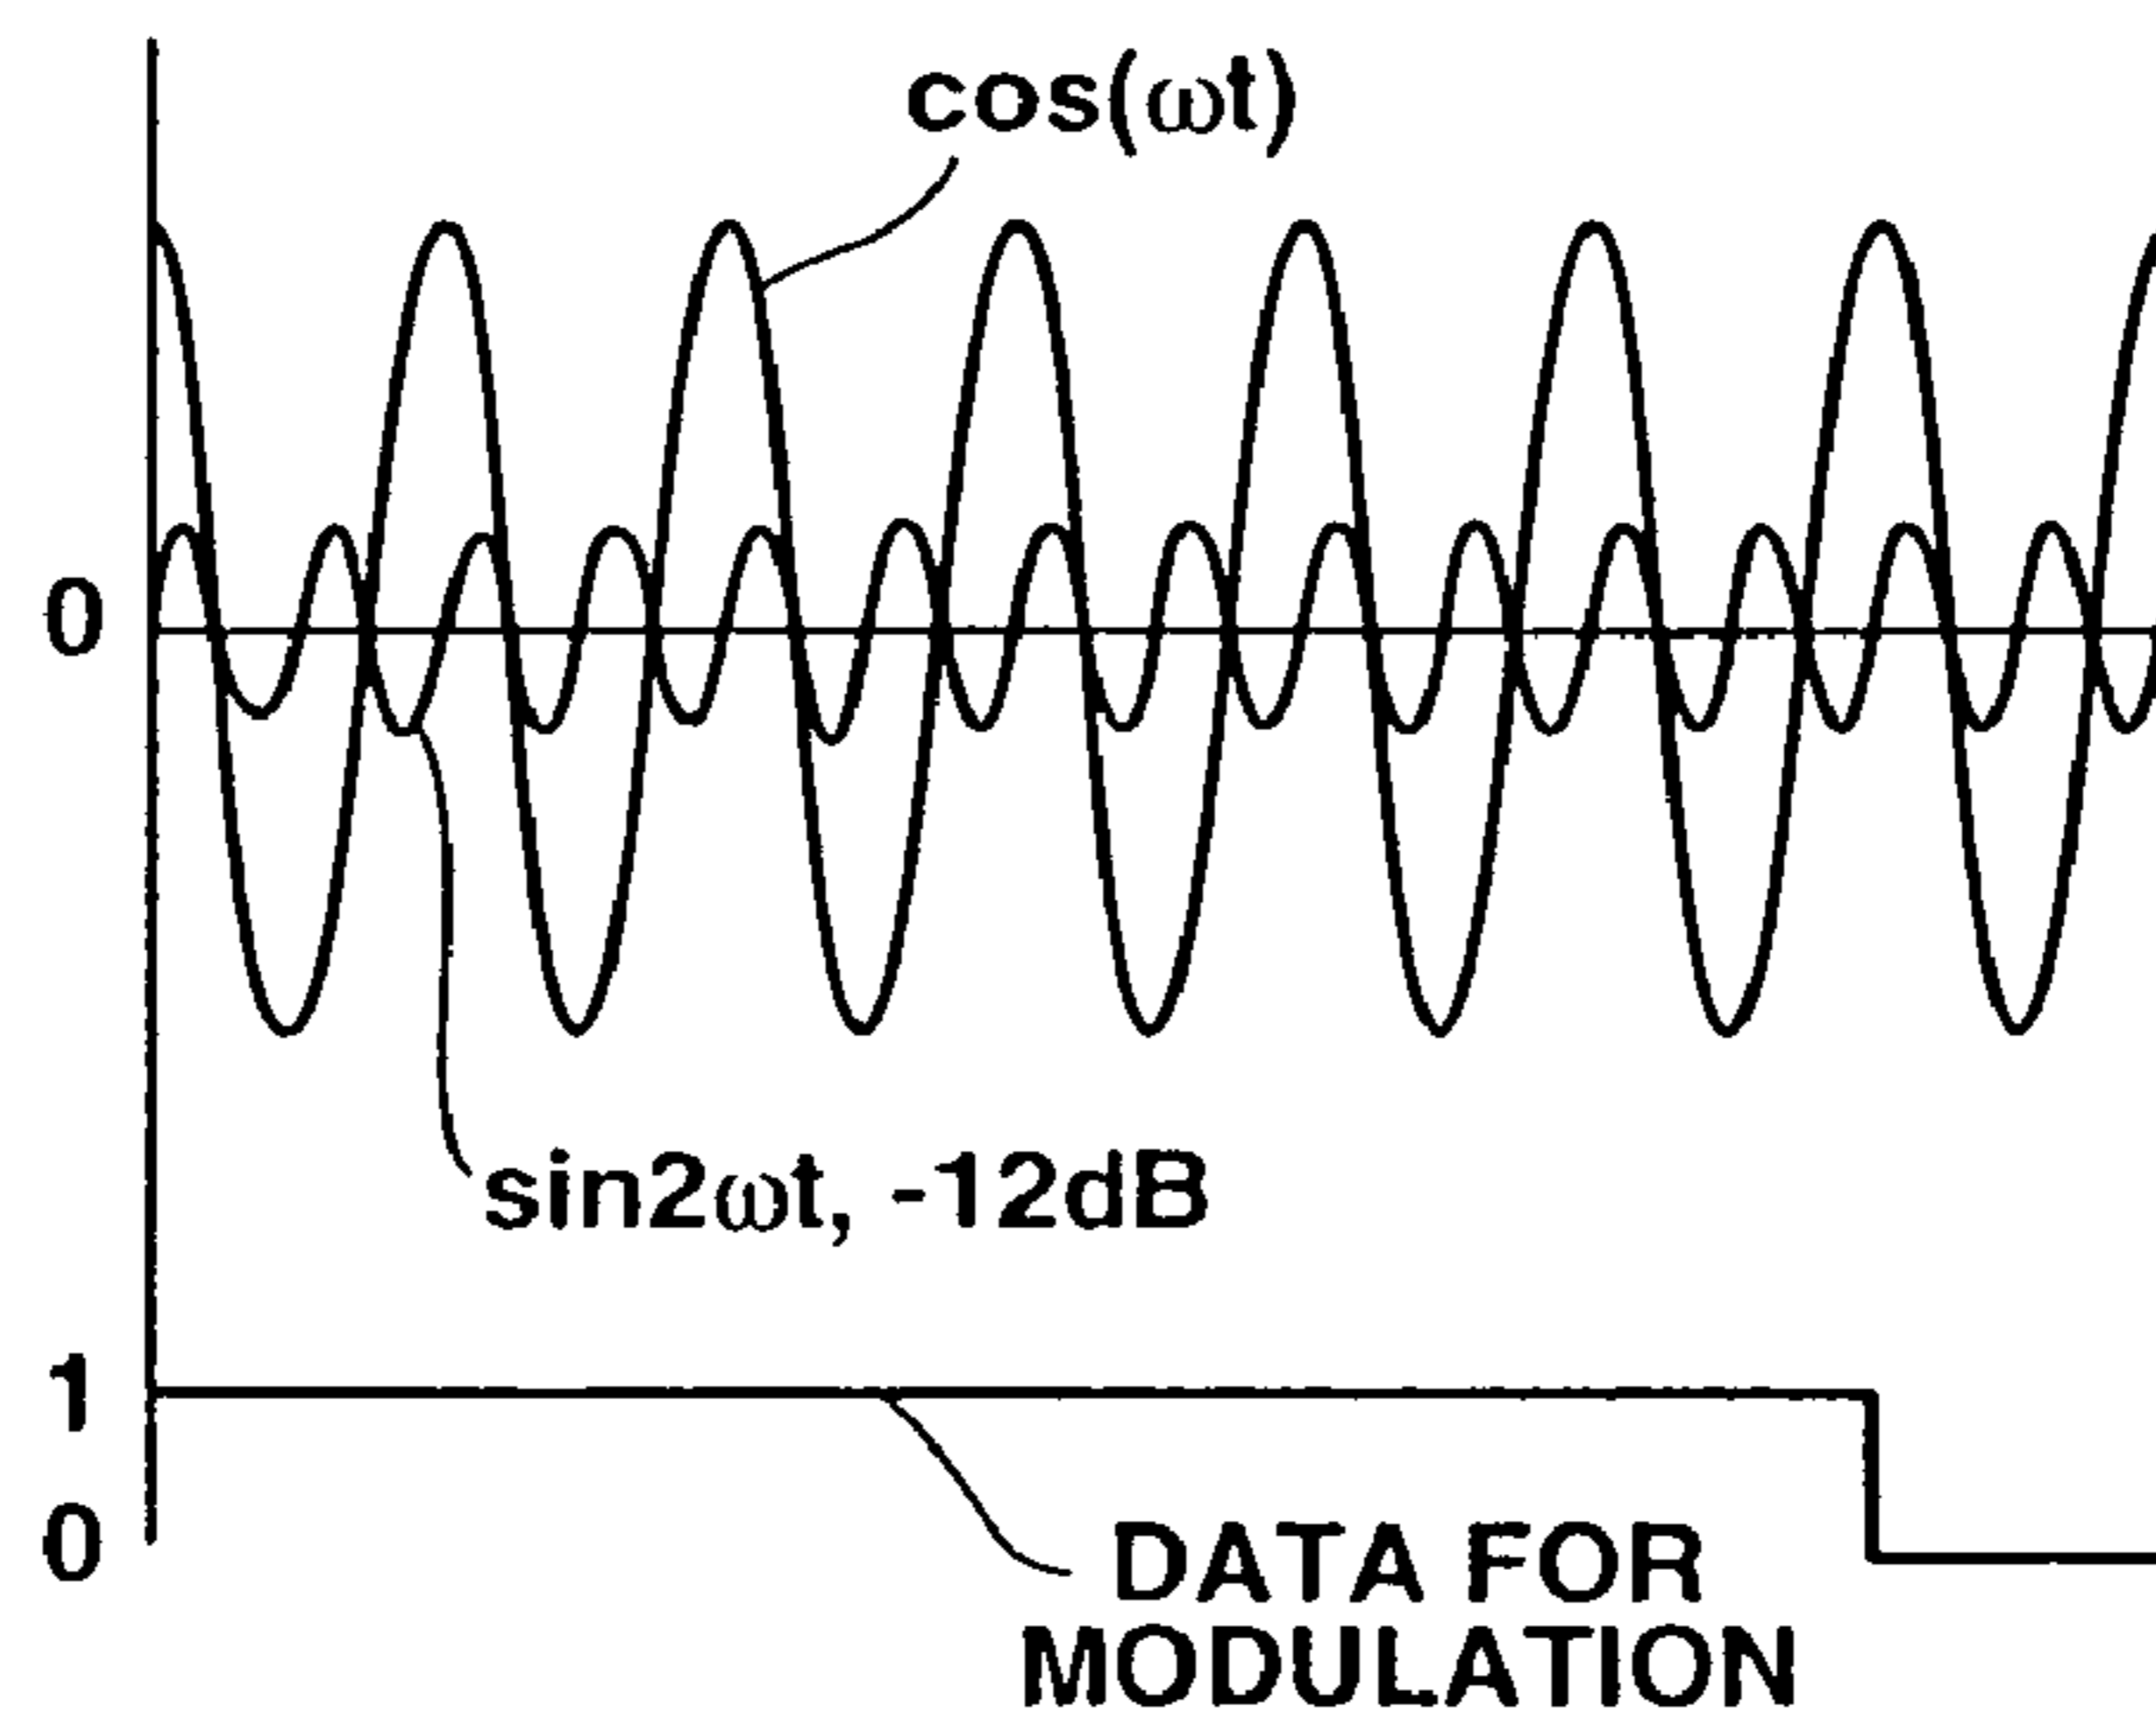 cos(ωt)
0
sin2ωt, -12dB
1
0
DATA FOR
MODULATION